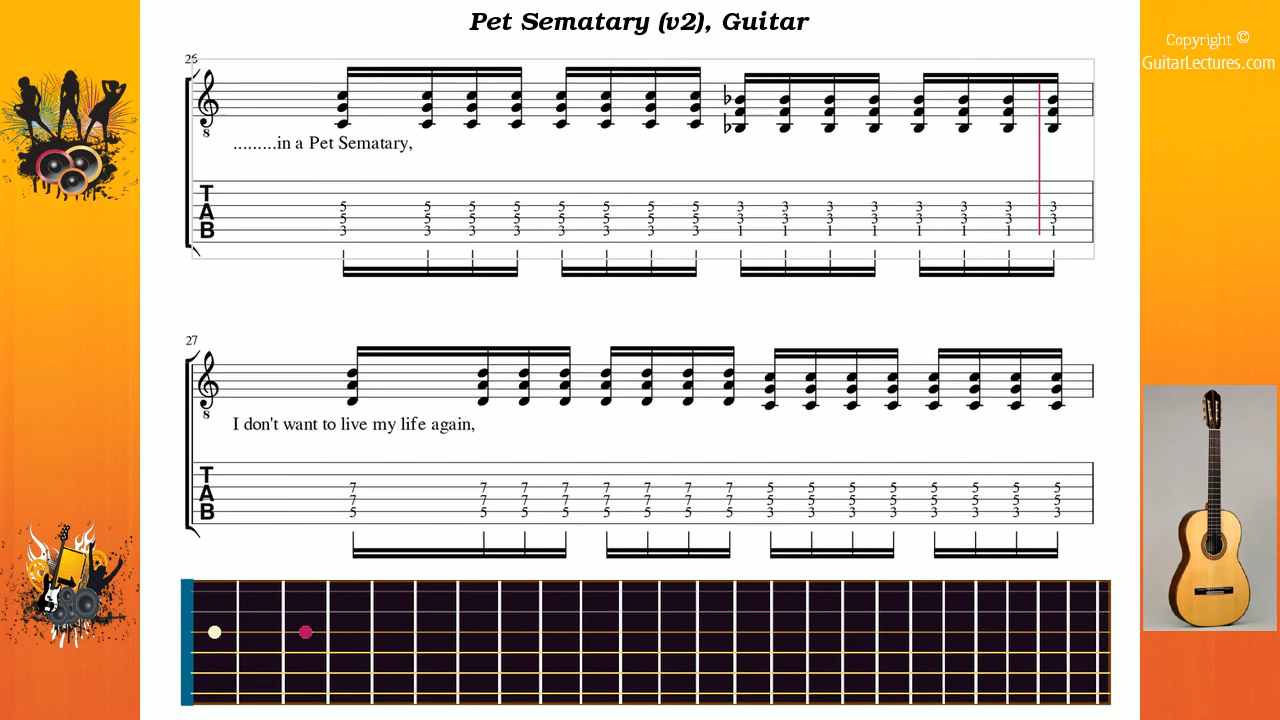 Pet Sematary (v2), Guitar
Copyright ©
GuitarLectures.com
26
8
.........in a Pet Sematary,
T
A
B
5 5 5 5 5 5 5 5 3 3 3 3 3 3 3 3
5 5 5 5 5 5 5 5 3 3 3 3 3 3 3 3
3 3 3 3 3 3 3 3 1 1 1 1 1 1 1 1
27
8
I don't want to live my life again,
T
A
B
7 7 7 7 7 7 7 7 5 5 5 5 5 5 5 5
7 7 7 7 7 7 7 7 5 5 5 5 5 5 5 5
5 5 5 5 5 5 5 5 3 3 3 3 3 3 3 3